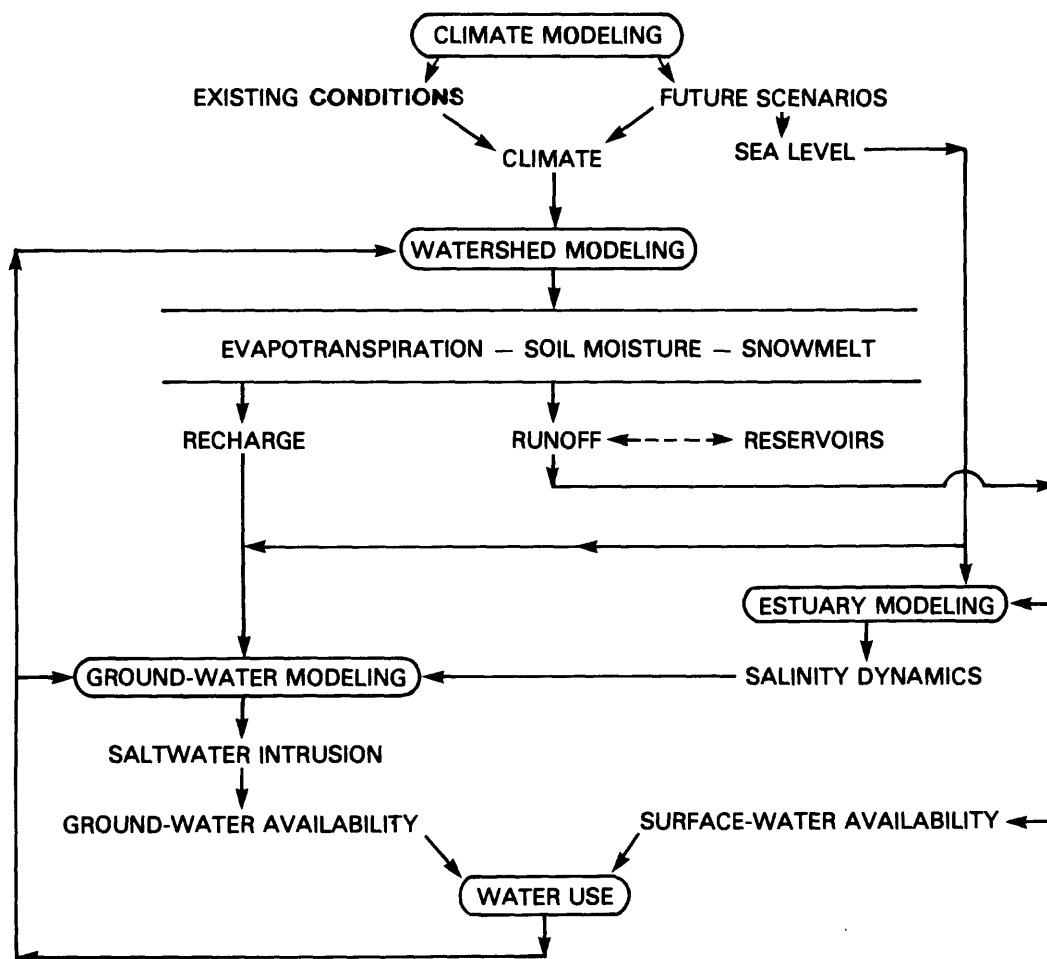 CLIMATE MODELING
EXISTING CONDITIONS
FUTURE SCENARIOS
CLIMATE
SEA LEVEL
WATERSHED MODELING
EVAPOTRANSPIRATION – SOIL MOISTURE – SNOWMELT
RECHARGE
RUNOFF
RESERVOIRS
ESTUARY MODELING
GROUND-WATER MODELING
SALINITY DYNAMICS
SALTWATER INTRUSION
GROUND-WATER AVAILABILITY
SURFACE-WATER AVAILABILITY
WATER USE